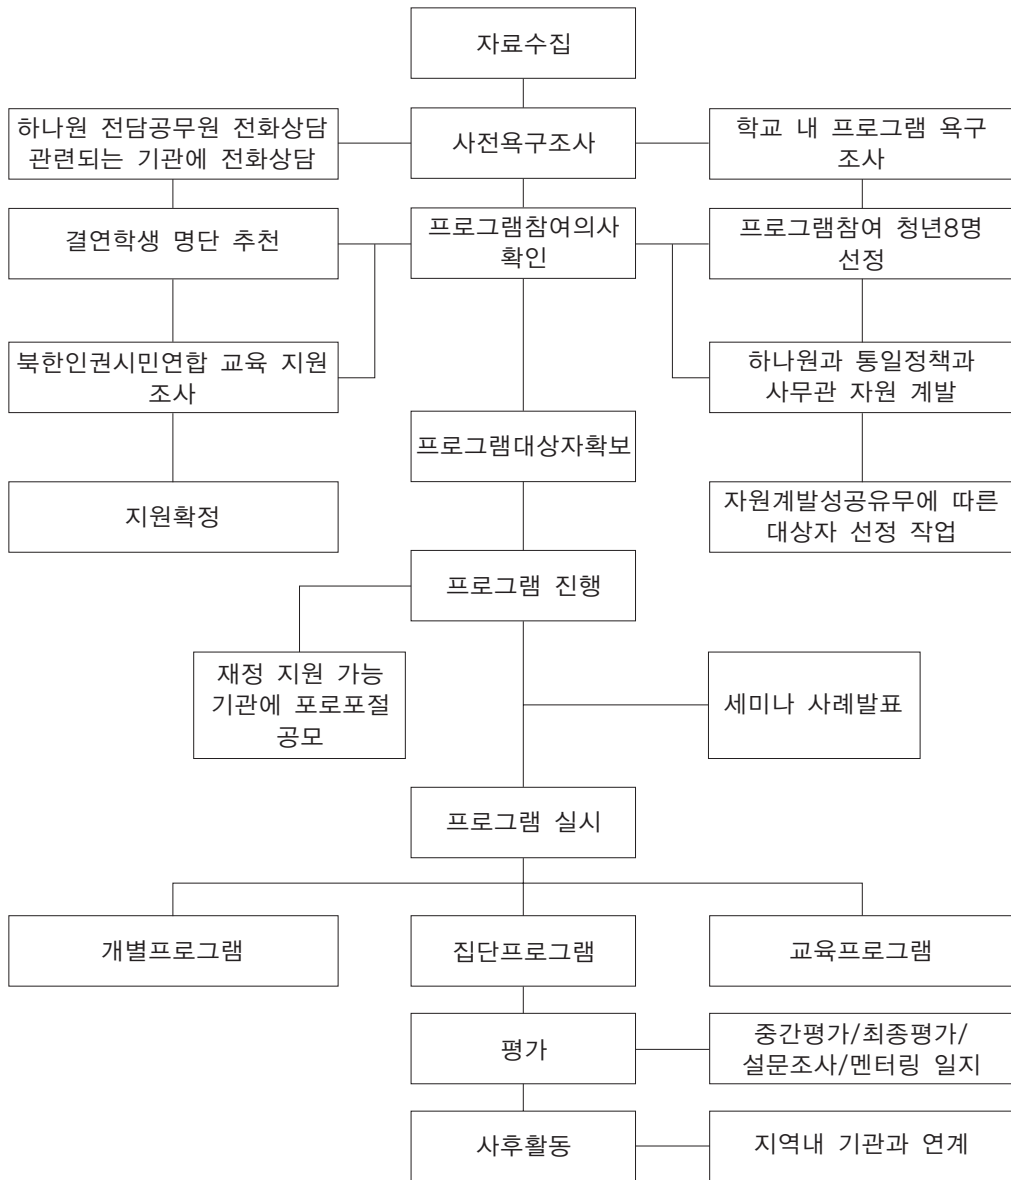 자료수집
하나원 전담공무원 전화상담
관련되는 기관에 전화상담
사전욕구조사
학교 내 프로그램 욕구
조사
결연학생 명단 추천
프로그램참여의사
확인
프로그램참여 청년8명
선정
북한인권시민연합 교육 지원
조사
하나원과 통일정책과
사무관 자원 계발
프로그램대상자확보
지원확정
자원계발성공유무에 따른
대상자 선정 작업
프로그램 진행
재정 지원 가능
기관에 포로포절
공모
세미나 사례발표
프로그램 실시
개별프로그램
집단프로그램
교육프로그램
평가
중간평가/최종평가/
설문조사/멘터링 일지
사후활동
지역내 기관과 연계